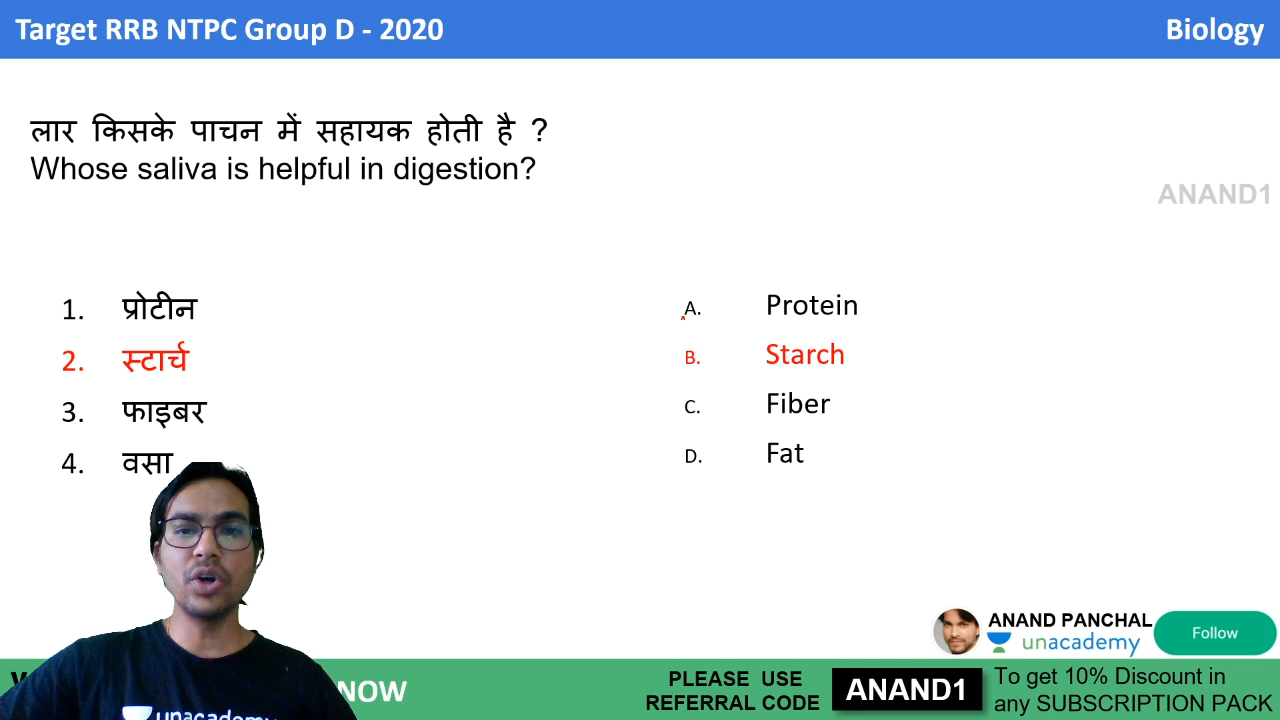 Target RRB NTPC Group D - 2020
Biology
लार किसके पाचन में सहायक होती है ?
Whose saliva is helpful in digestion?
ANAND1
1. प्रोटीन
2. स्टार्च
3. फाइबर
4. वसा
A. Protein
B. Starch
C. Fiber
D. Fat
ANAND PANCHAL
unacademy
Follow
NOW
PLEASE USE
REFERRAL CODE
ANAND1
To get 10% Discount in
any SUBSCRIPTION PACK
unacademy